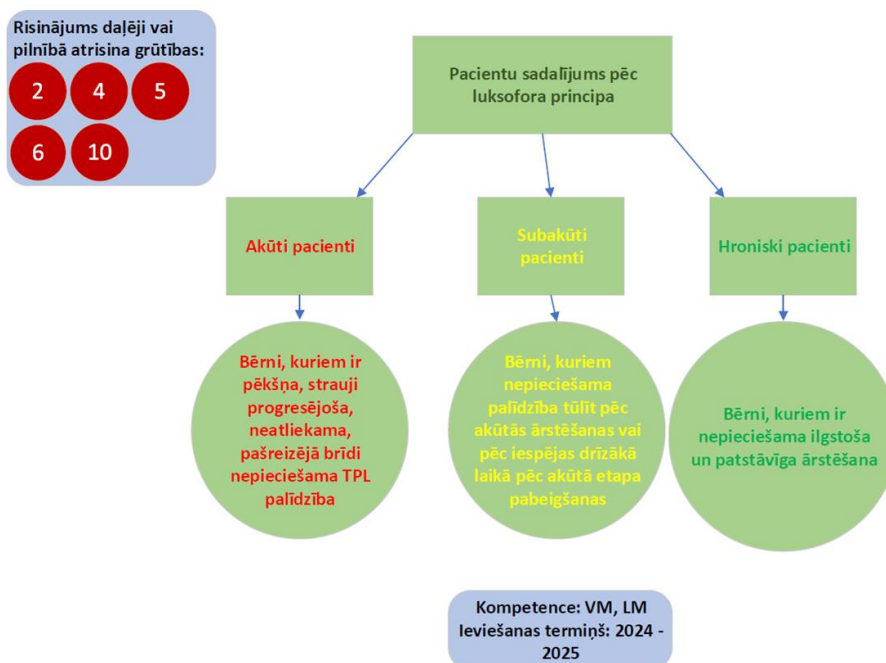 Risinājums daļēji vai
pilnībā atrisina grūtības:
2 4 5
6 10
Pacientu sadalījums pēc
luksofora principa
Akūti pacienti
Subakūti
pacienti
Hroniski pacienti
Bērni, kuriem ir
pēkšņa, strauji
progresējoša,
neatliekama,
pašreizējā brīdi
nepieciešama TPL
palīdzība
Bērni, kuriem
nepieciešama
palīdzība tūlīt pēc
akūtās ārstēšanas vai
pēc iespējas drīzākā
laikā pēc akūtā etapa
pabeigšanas
Bērni, kuriem ir
nepieciešama ilgstoša
un patstāvīga ārstēšana
Kompetence: VM, LM
Ieviešanas termiņš: 2024 -
2025